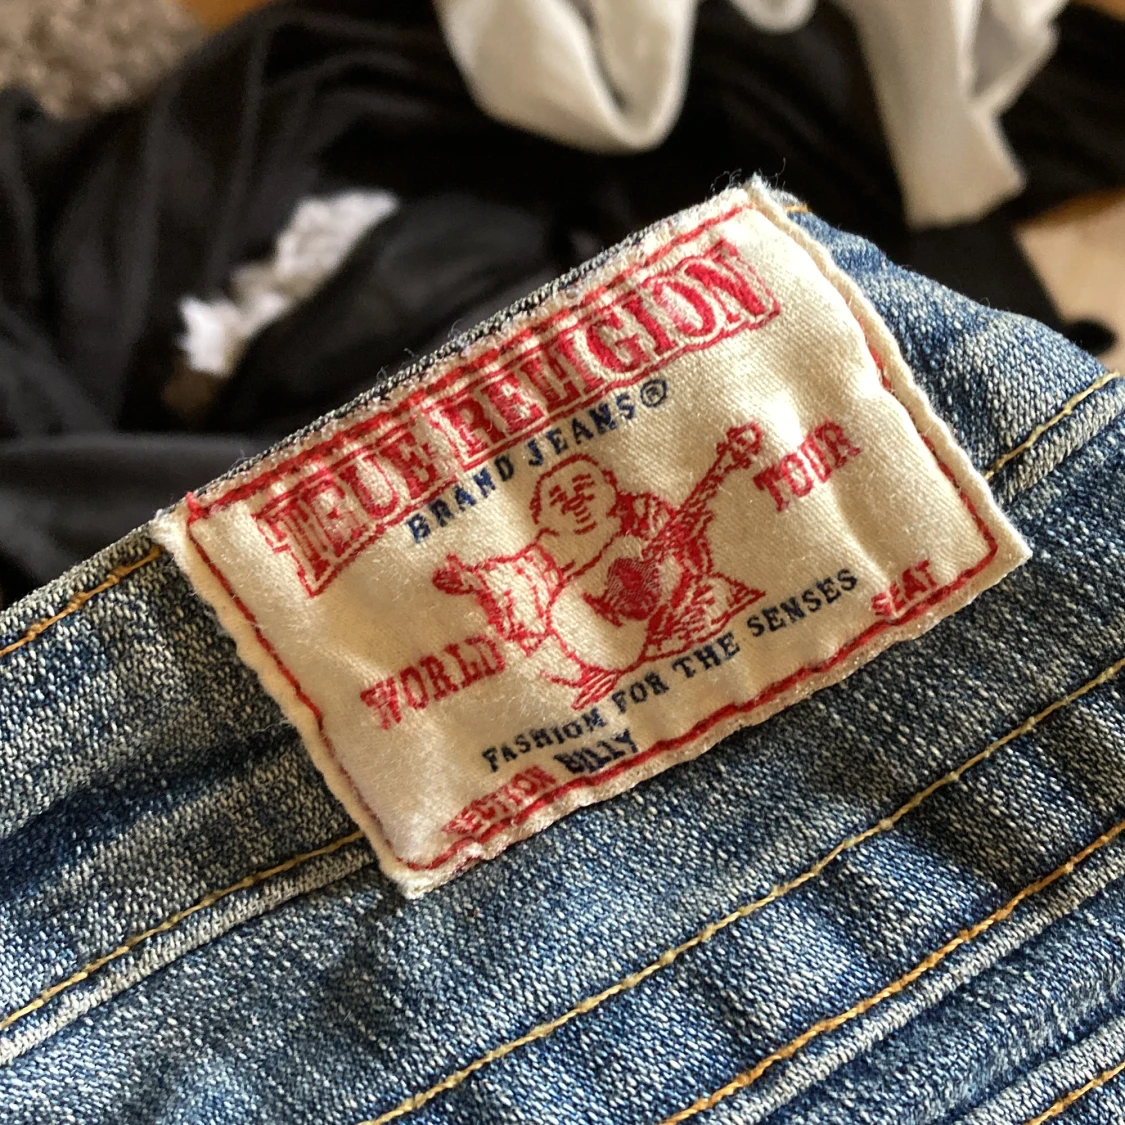 TRUE RELIGION
BRAND JEANS®
WORLD TOUR
FASHION FOR THE SENSES
SECTION BILLY SEAT